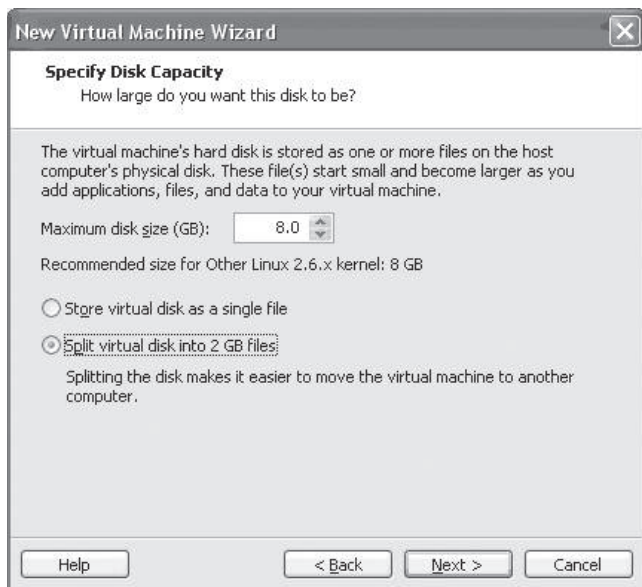 New Virtual Machine Wizard
Specify Disk Capacity
How large do you want this disk to be?
The virtual machine's hard disk is stored as one or more files on the host
computer's physical disk. These file(s) start small and become larger as you
add applications, files, and data to your virtual machine.
Maximum disk size (GB): 8.0
Recommended size for Other Linux 2.6.x kernel: 8 GB
Store virtual disk as a single file
Split virtual disk into 2 GB files
Splitting the disk makes it easier to move the virtual machine to another
computer.
Help < Back Next > Cancel